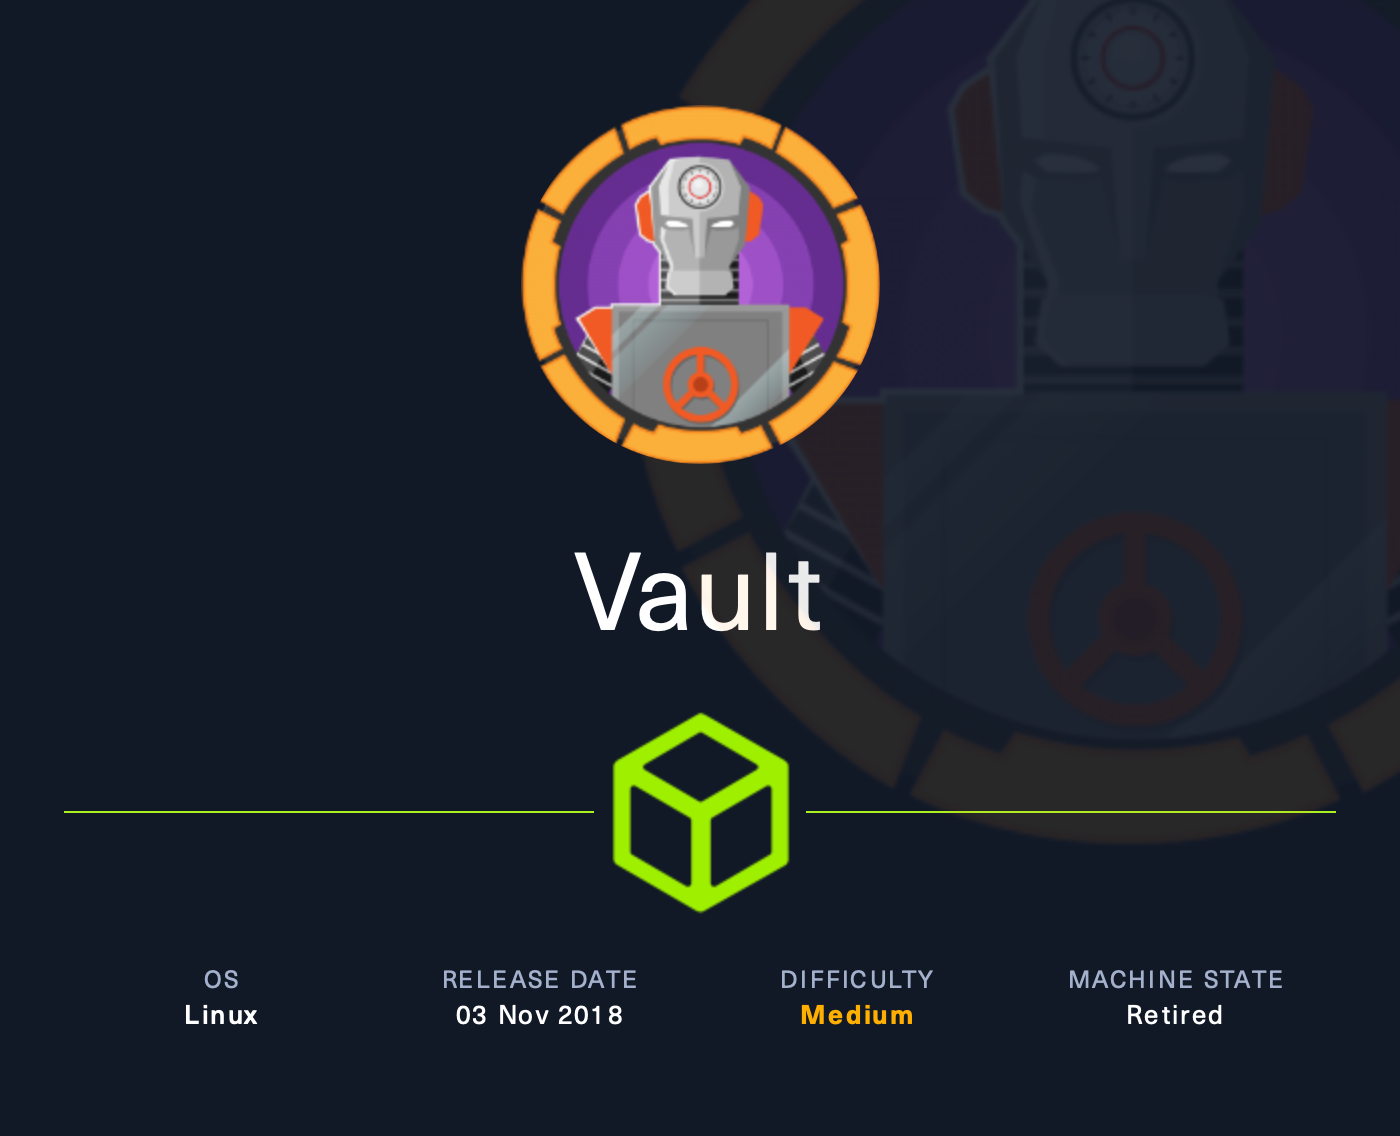 Vault
OS
Linux
RELEASE DATE
03 Nov 2018
DIFFICULTY
Medium
MACHINE STATE
Retired